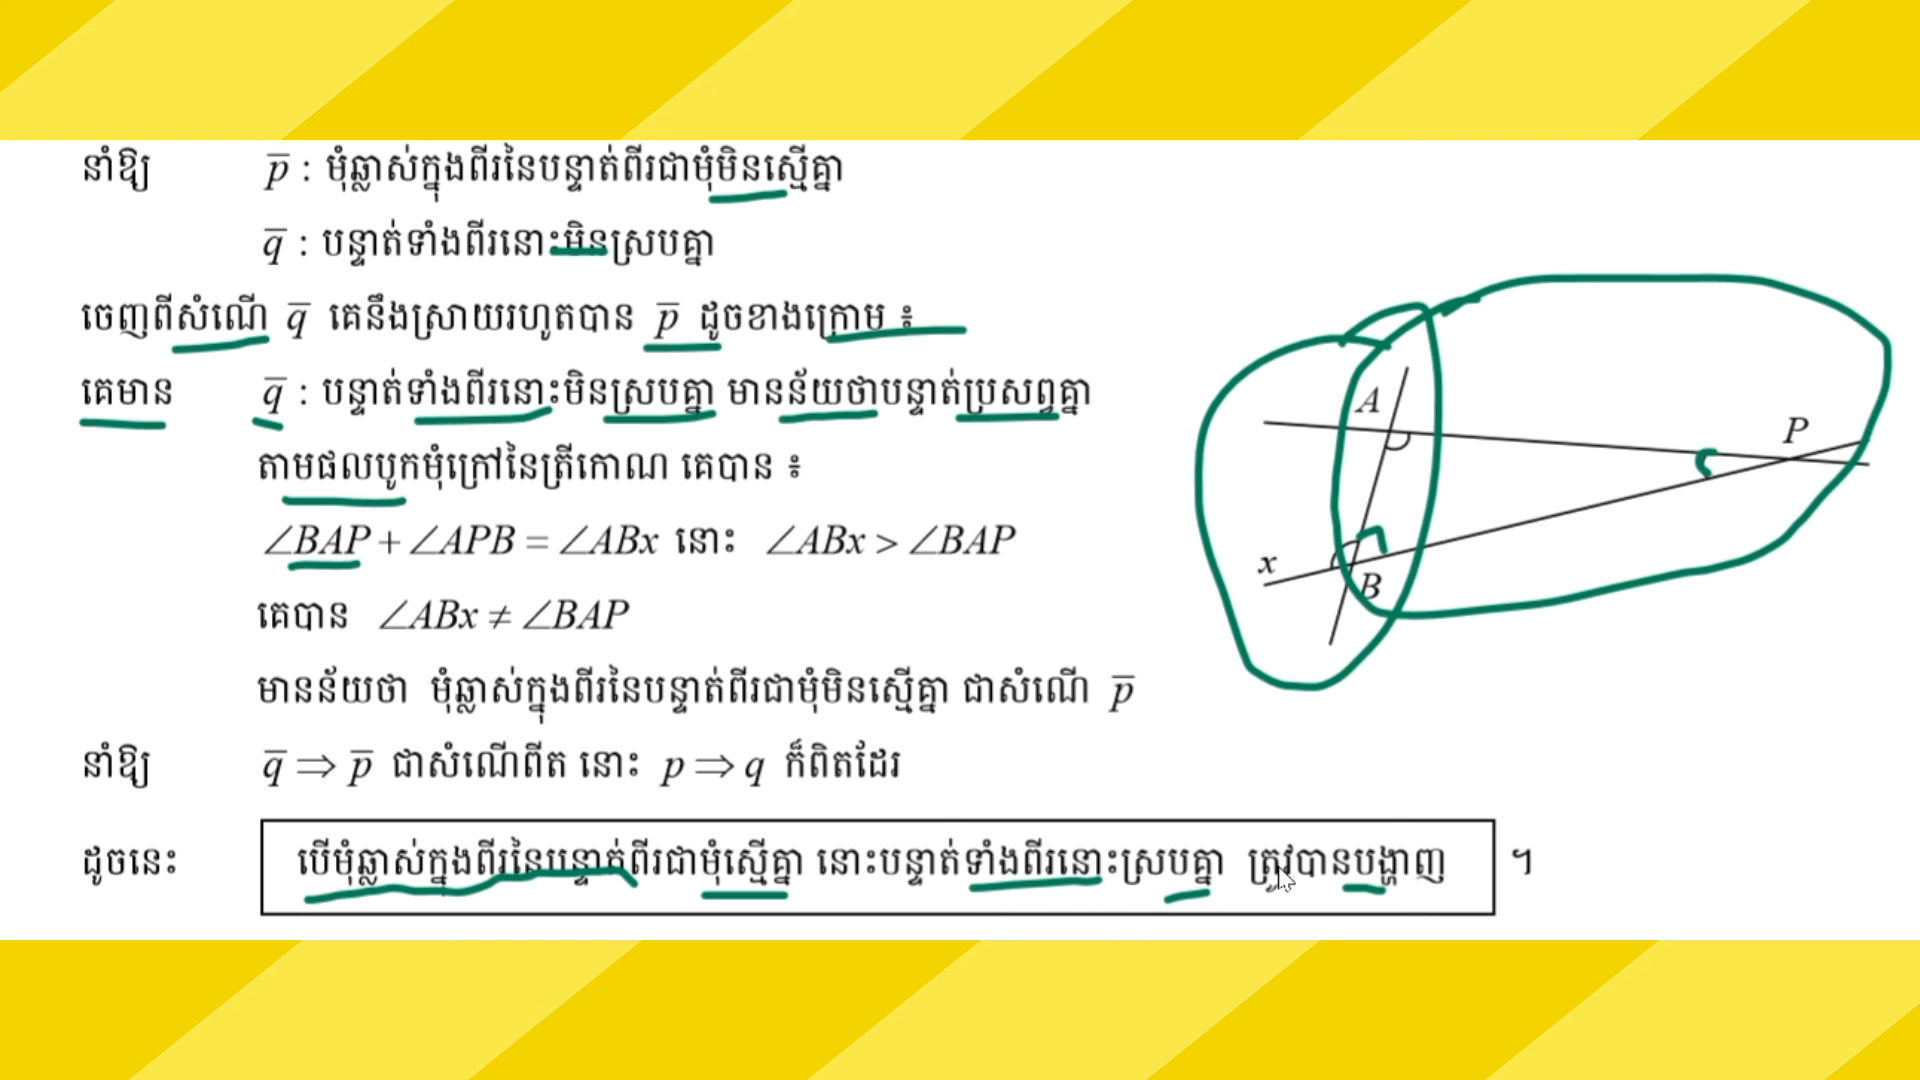 នាំឱ្យ p̅ : មុំឆ្លាស់ក្នុងពីរនៃបន្ទាត់ពីរជាមុំមិនស្មើគ្នា
q̅ : បន្ទាត់ទាំងពីរនោះមិនស្របគ្នា
ចេញពីសំណើ q̅ គេនឹងស្រាយរហូតបាន p̅ ដូចខាងក្រោម ៖
គេមាន q̅ : បន្ទាត់ទាំងពីរនោះមិនស្របគ្នា មានន័យថាបន្ទាត់ប្រសព្វគ្នា
តាមផលបូកមុំក្រៅនៃត្រីកោណ គេបាន ៖
∠BAP + ∠APB = ∠ABx នោះ ∠ABx > ∠BAP
គេបាន ∠ABx ≠ ∠BAP
មានន័យថា មុំឆ្លាស់ក្នុងពីរនៃបន្ទាត់ពីរជាមុំមិនស្មើគ្នា ជាសំណើ p̅
នាំឱ្យ q̅ ⇒ p̅ ជាសំណើពីត នោះ p ⇒ q ក៏ពិតដែរ
ដូចនេះ បើមុំឆ្លាស់ក្នុងពីរនៃបន្ទាត់ពីរជាមុំស្មើគ្នា នោះបន្ទាត់ទាំងពីរនោះស្របគ្នា ត្រូវបានបង្ហាញ ។
A
P
x
B